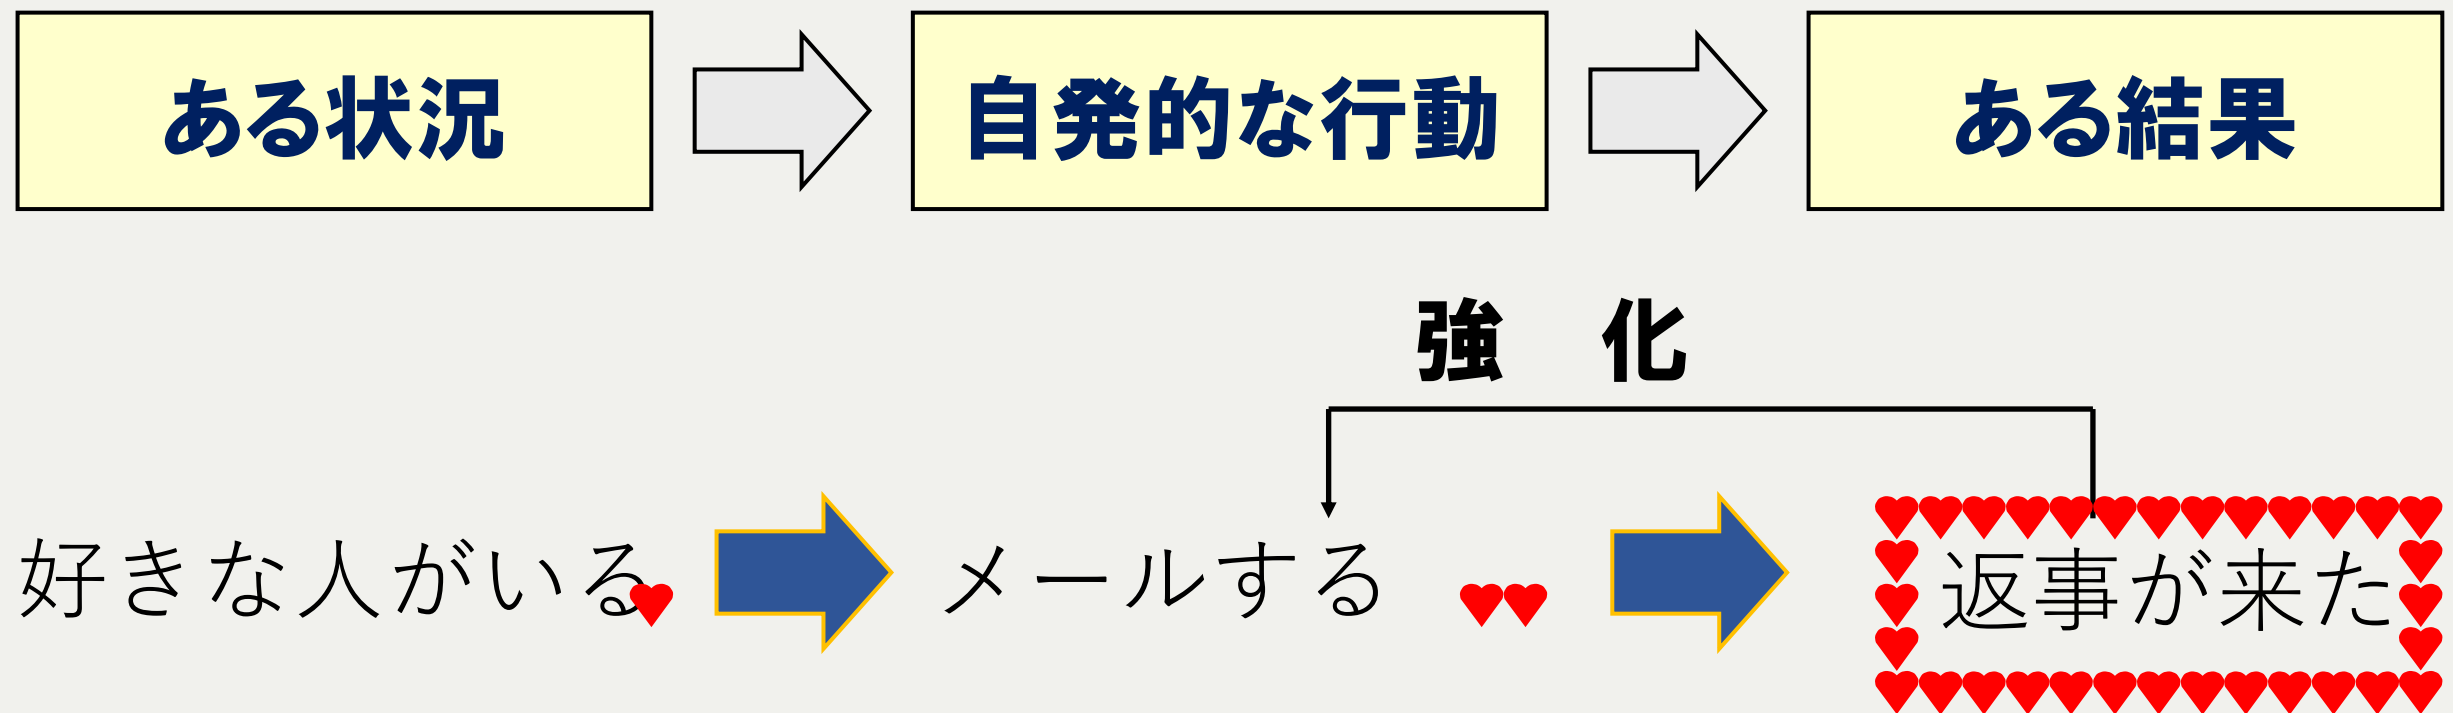 ある状況
自発的な行動
ある結果
強　化
好きな人がいる
メールする
返事が来た